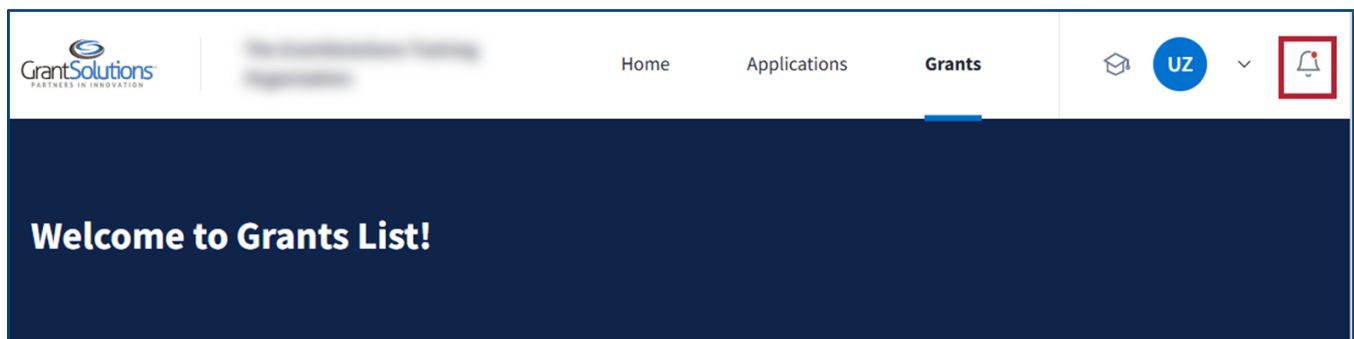 GrantSolutions
PARTNERS IN INNOVATION
Home
Applications
Grants
UZ
Welcome to Grants List!